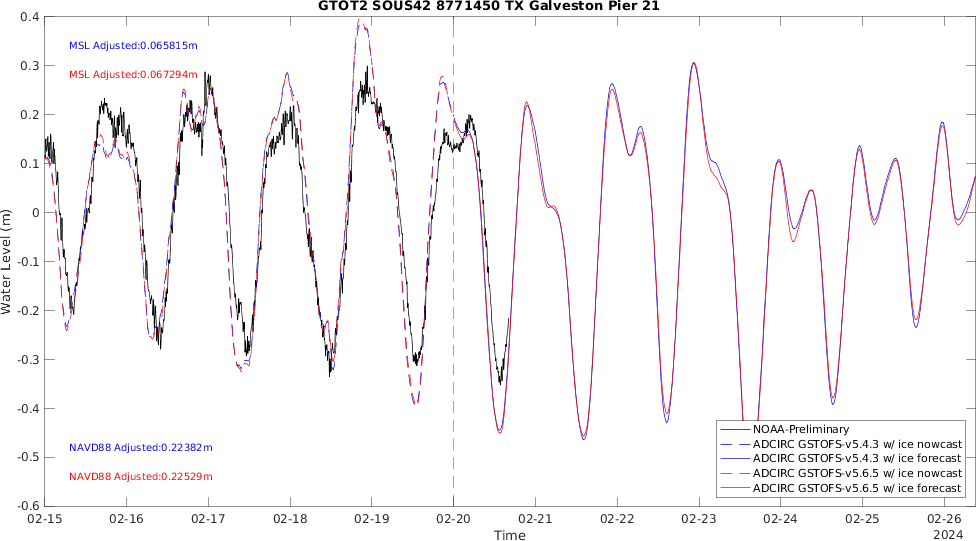 GTOT2 SOUS42 8771450 TX Galveston Pier 21
0.4
0.3
0.2
0.1
0
-0.1
-0.2
-0.3
-0.4
-0.5
-0.6
Water Level (m)
MSL Adjusted:0.065815m
MSL Adjusted:0.067294m
NAVD88 Adjusted:0.22382m
NAVD88 Adjusted:0.22529m
NOAA-Preliminary
ADCIRC GSTOFS-v5.4.3 w/ ice nowcast
ADCIRC GSTOFS-v5.4.3 w/ ice forecast
ADCIRC GSTOFS-v5.6.5 w/ ice nowcast
ADCIRC GSTOFS-v5.6.5 w/ ice forecast
02-15 02-16 02-17 02-18 02-19 02-20 02-21 02-22 02-23 02-24 02-25 02-26
Time
2024